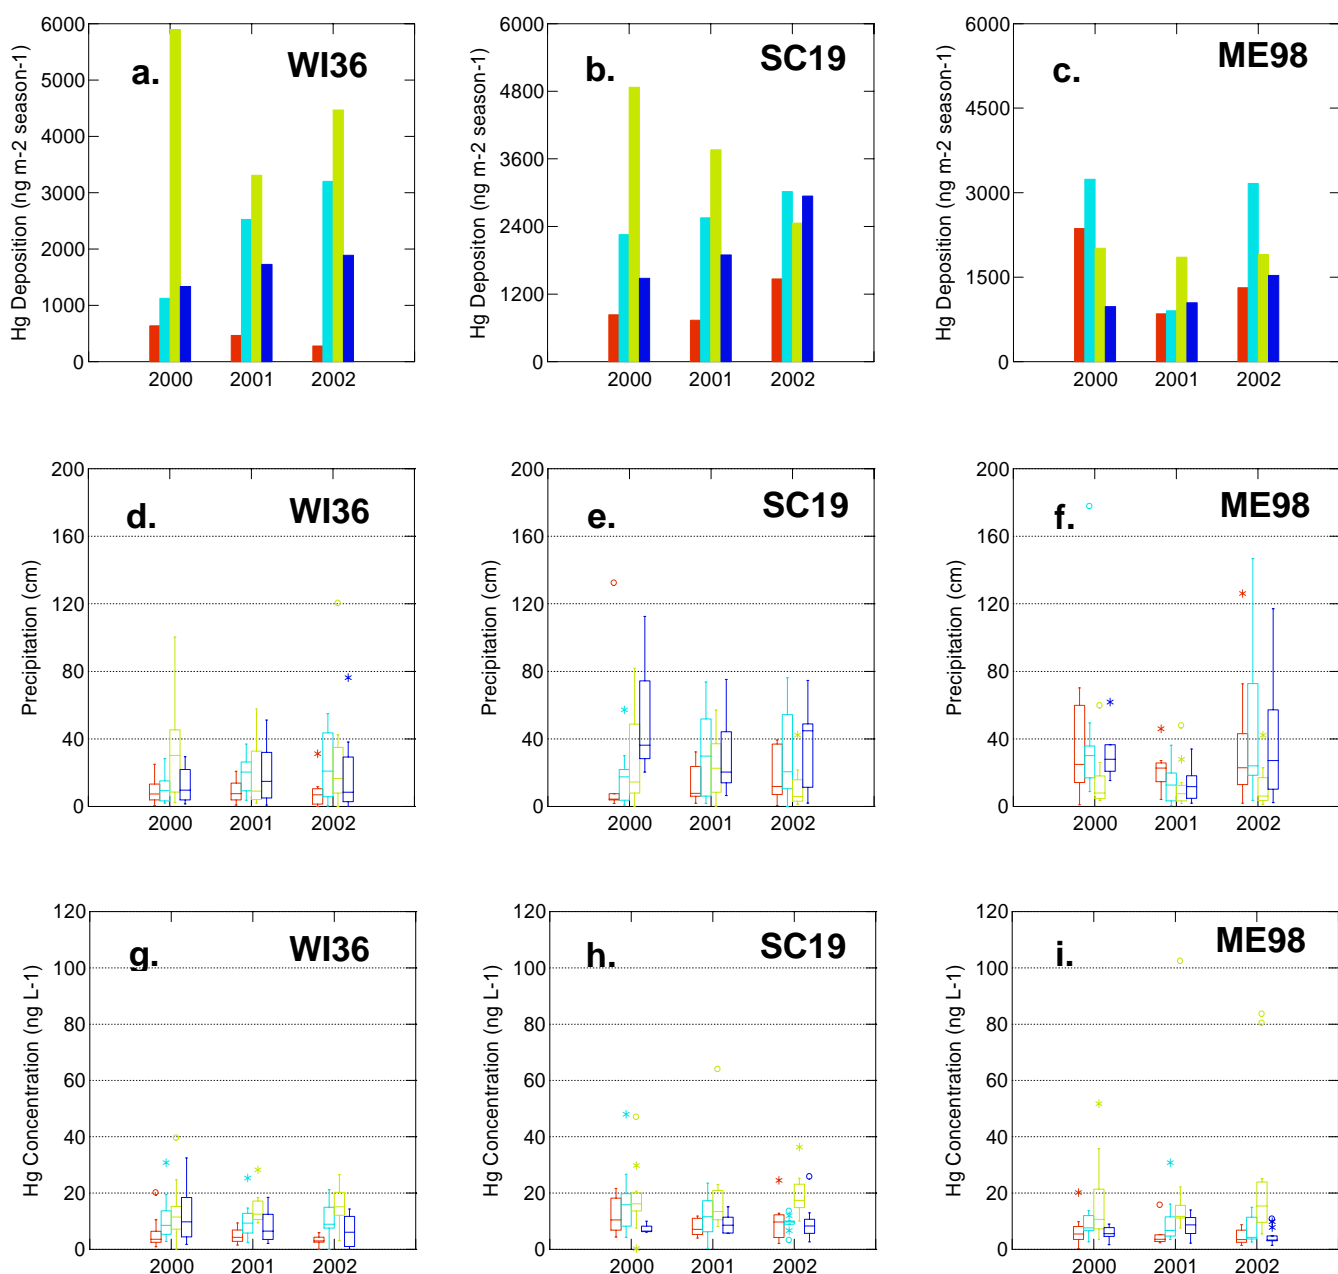 a.
WI36
Hg Deposition (ng m-2 season-1)
6000
5000
4000
3000
2000
1000
0
2000 2001 2002
b.
SC19
Hg Depositon (ng m-2 season-1)
6000
4800
3600
2400
1200
0
2000 2001 2002
c.
ME98
Hg Deposition (ng m-2 season-1)
6000
4500
3000
1500
0
2000 2001 2002
d.
WI36
Precipitation (cm)
200
160
120
80
40
0
2000 2001 2002
e.
SC19
Precipitation (cm)
200
160
120
80
40
0
2000 2001 2002
f.
ME98
Precipitation (cm)
200
160
120
80
40
0
2000 2001 2002
g.
WI36
Hg Concentration (ng L-1)
120
100
80
60
40
20
0
2000 2001 2002
h.
SC19
Hg Concentration (ng L-1)
120
100
80
60
40
20
0
2000 2001 2002
i.
ME98
Hg Concentration (ng L-1)
120
100
80
60
40
20
0
2000 2001 2002